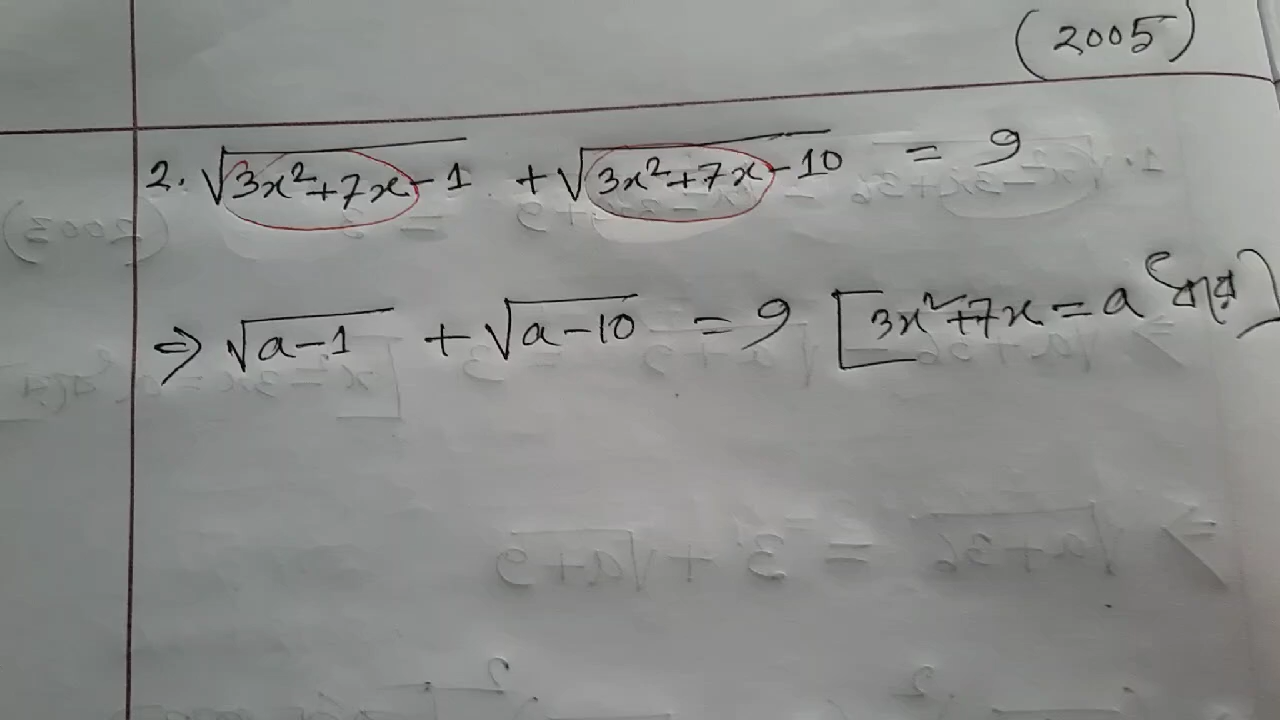 (2005)
2. √(3x²+7x-1) + √(3x²+7x-10) = 9
⇒ √(a-1) + √(a-10) = 9 [3x²+7x = a ধরে]